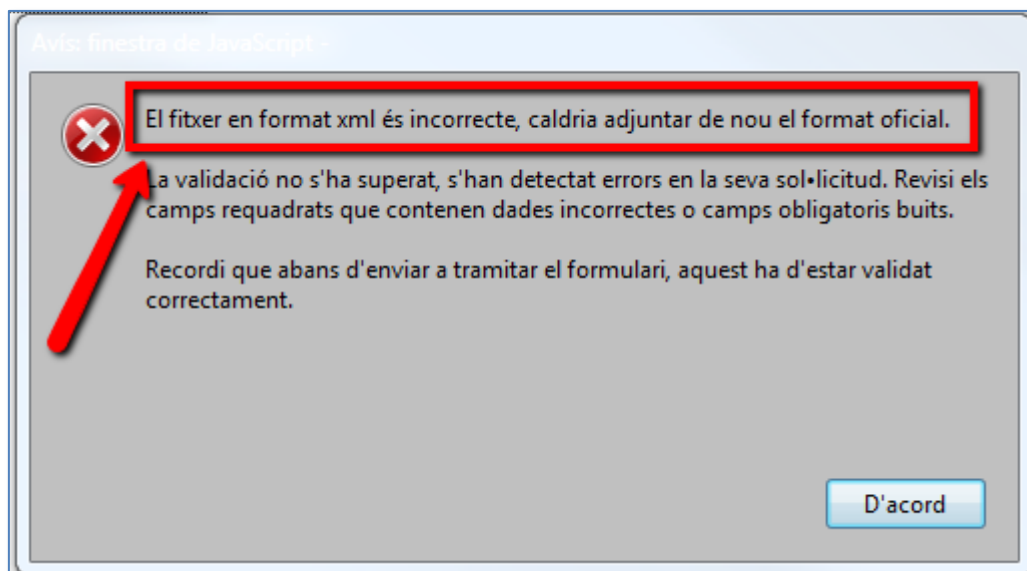 Avís: finestra de JavaScript -
El fitxer en format xml és incorrecte, caldria adjuntar de nou el format oficial.
La validació no s'ha superat, s'han detectat errors en la seva sol•licitud. Revisi els
camps requadrats que contenen dades incorrectes o camps obligatoris buits.
Recordi que abans d'enviar a tramitar el formulari, aquest ha d'estar validat
correctament.
D'acord